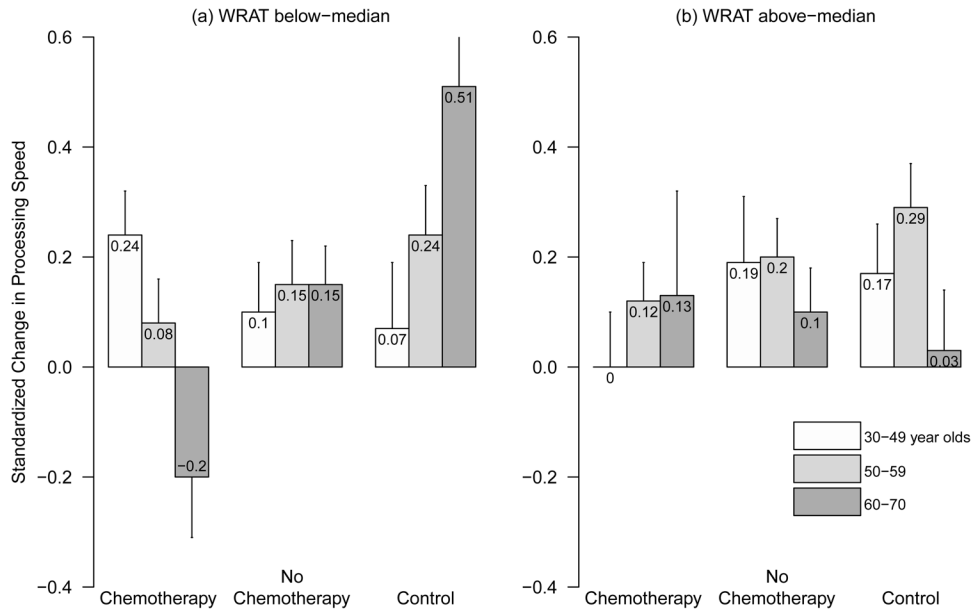 (a) WRAT below−median
(b) WRAT above−median
Standardized Change in Processing Speed
0.6
0.4
0.2
0.0
−0.2
−0.4
0.24
0.08
−0.2
0.1
0.15
0.15
0.07
0.24
0.51
Chemotherapy
No
Chemotherapy
Control
0.6
0.4
0.2
0.0
−0.2
−0.4
0
0.12
0.13
0.19
0.2
0.1
0.17
0.29
0.03
30−49 year olds
50−59
60−70
Chemotherapy
No
Chemotherapy
Control